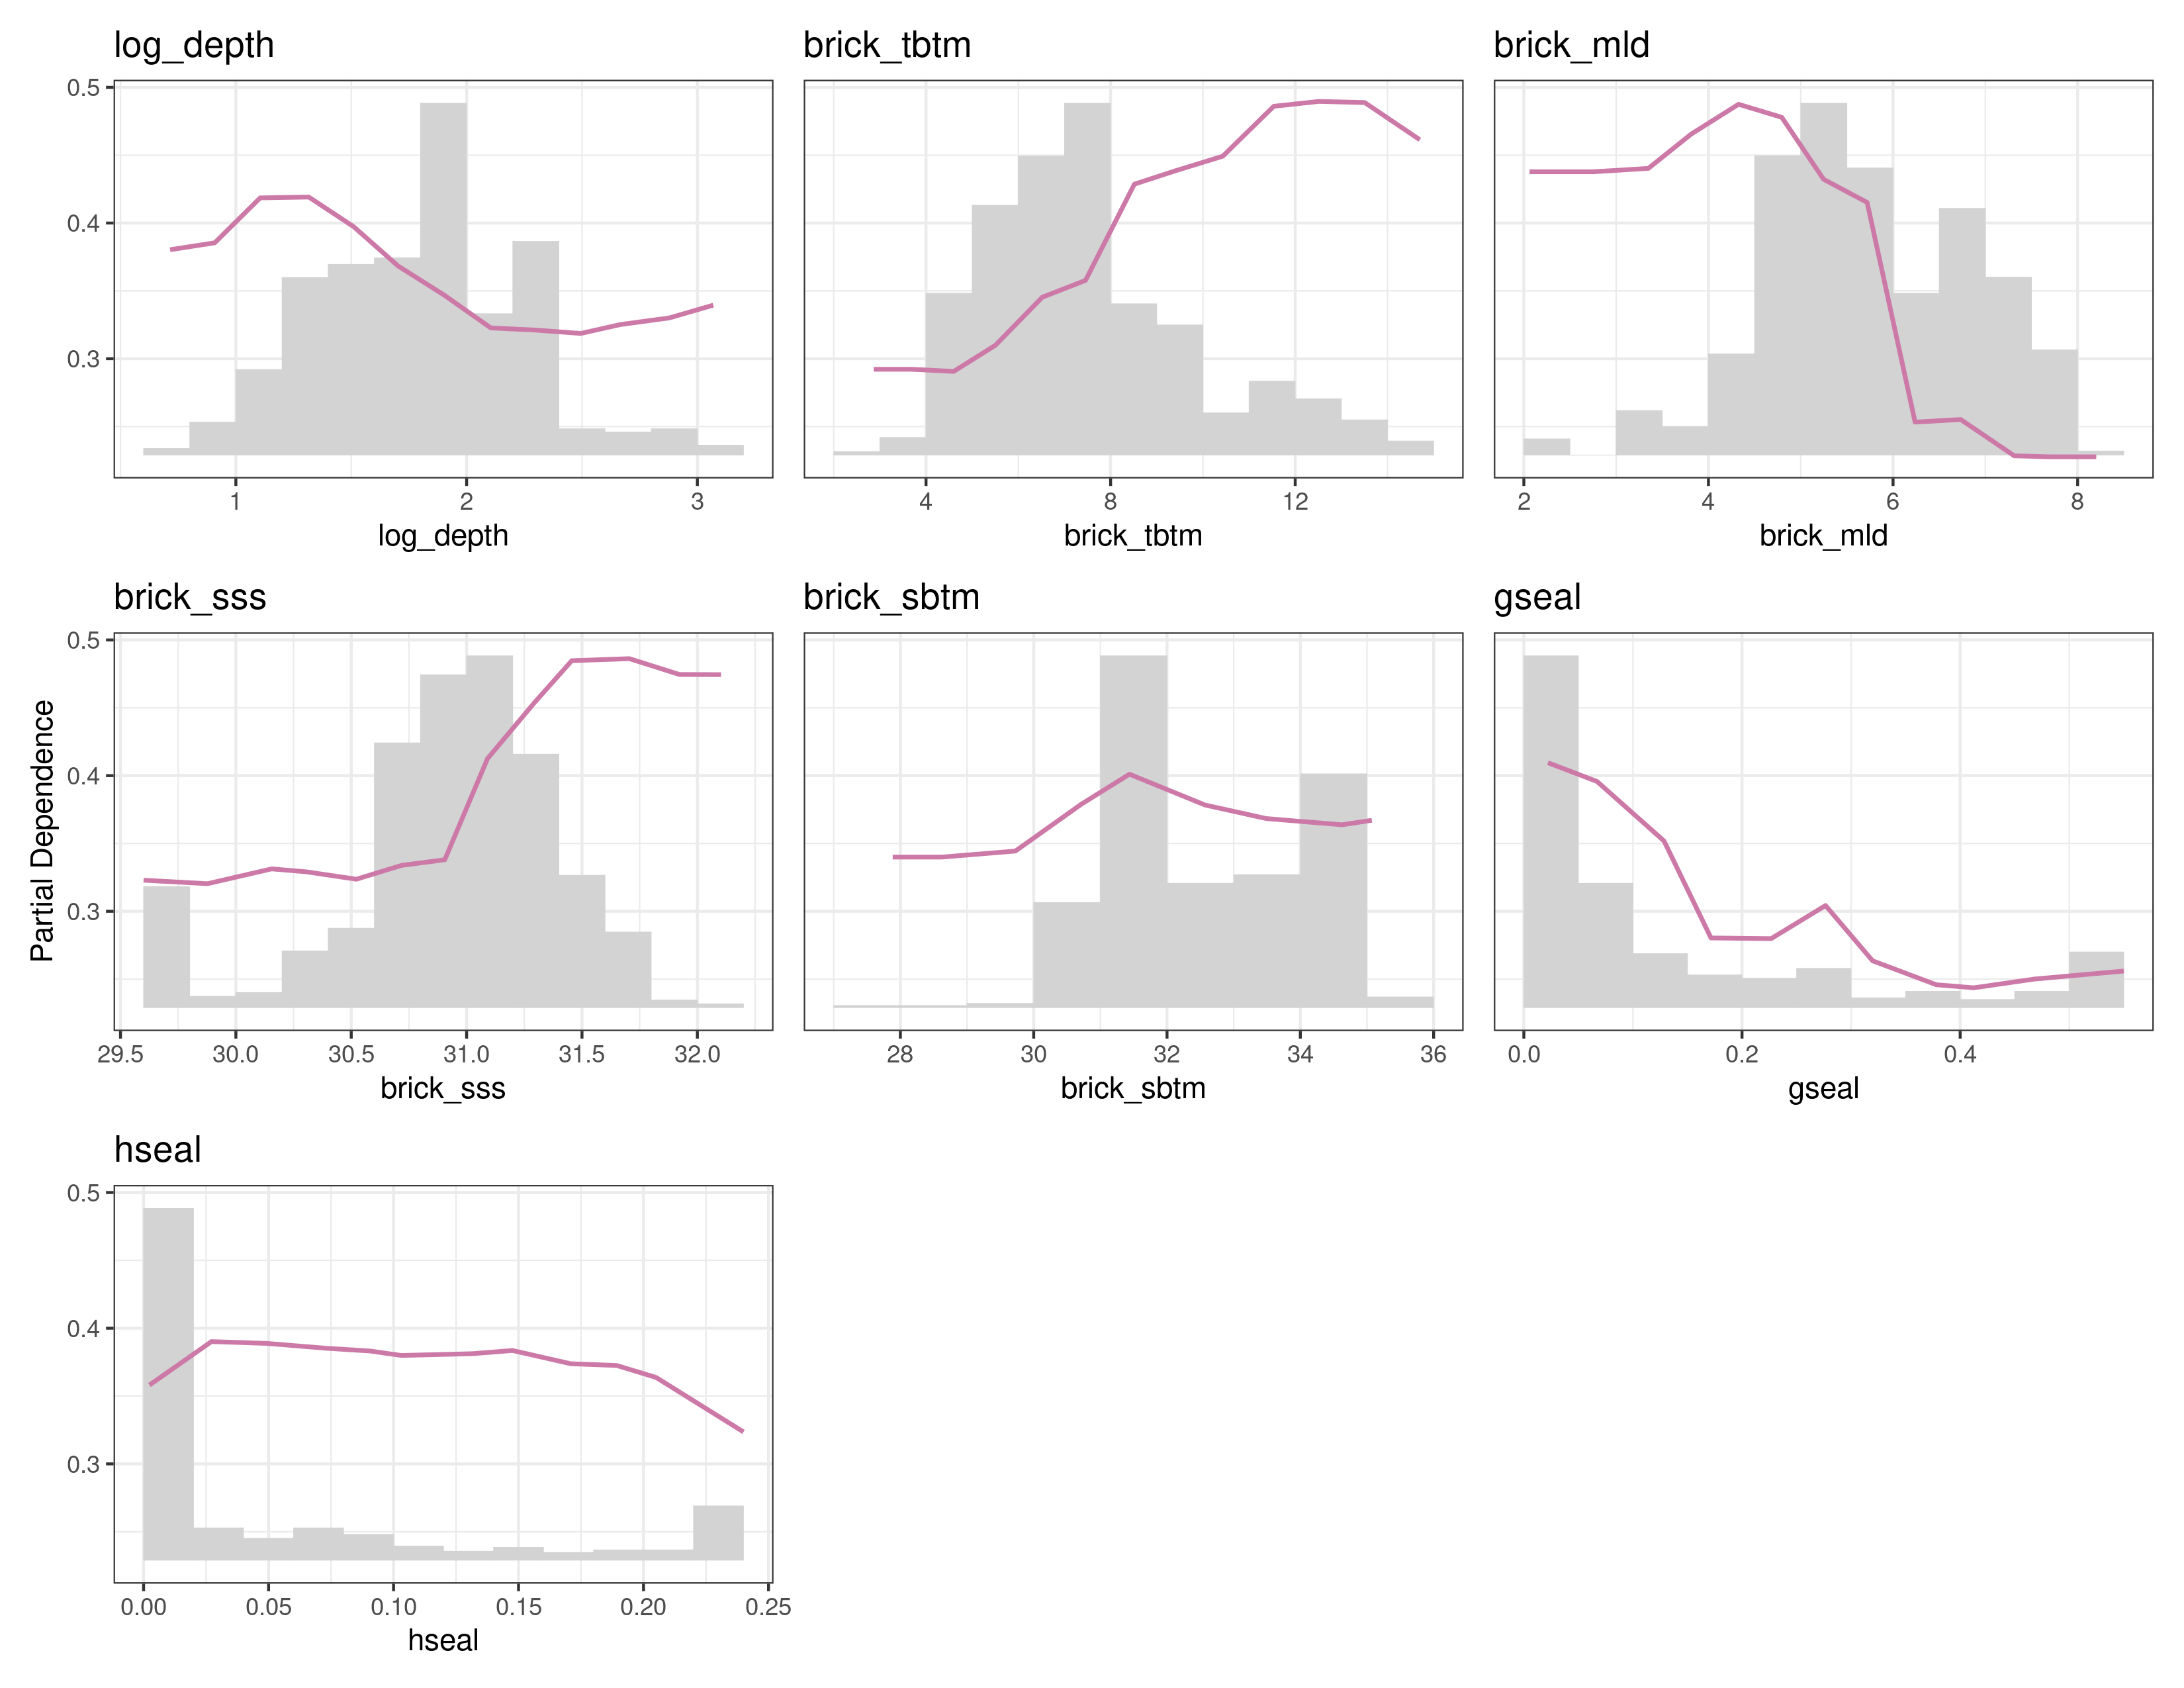 log_depth
brick_tbtm
brick_mld
0.5
0.4
0.3
1 2 3
4 8 12
2 4 6 8
log_depth
brick_tbtm
brick_mld
brick_sss
brick_sbtm
gseal
Partial Dependence
0.5
0.4
0.3
29.5 30.0 30.5 31.0 31.5 32.0
28 30 32 34 36
0.0 0.2 0.4
brick_sss
brick_sbtm
gseal
hseal
0.5
0.4
0.3
0.00 0.05 0.10 0.15 0.20 0.25
hseal